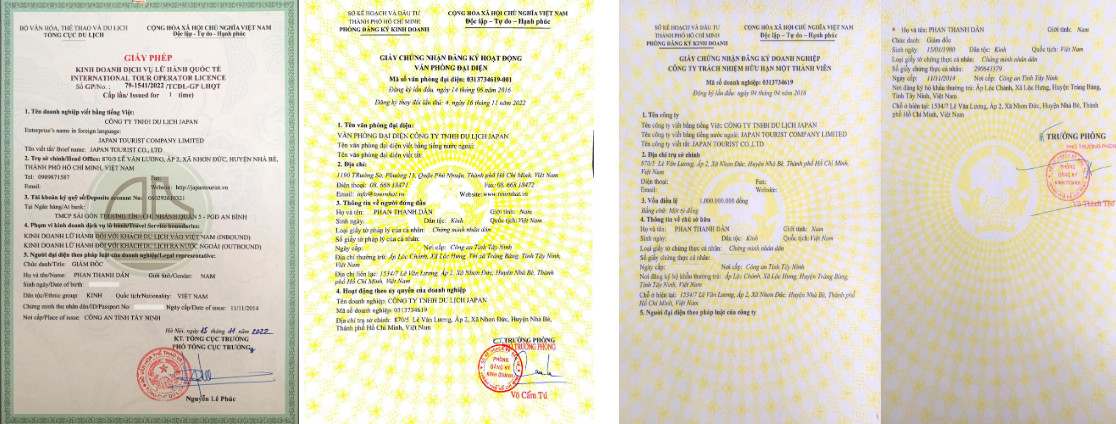 BỘ VĂN HÓA, THỂ THAO VÀ DU LỊCH
TỔNG CỤC DU LỊCH
CỘNG HÒA XÃ HỘI CHỦ NGHĨA VIỆT NAM
Độc lập - Tự do - Hạnh phúc
GIẤY PHÉP
KINH DOANH DỊCH VỤ LỮ HÀNH QUỐC TẾ
INTERNATIONAL TOUR OPERATOR LICENCE
Số GP/No. : 79-1541/2022 /TCDL-GP LHQT
Cấp lần/ Issued for 1 time)
1. Tên doanh nghiệp viết bằng tiếng Việt:
CÔNG TY TNHH DU LỊCH JAPAN
Enterprise's name in foreign language:
JAPAN TOURIST COMPANY LIMITED
Tên viết tắt/ Brief name: JAPAN TOURIST CO., LTD
2. Trụ sở chính/Head Office: 870/5 LÊ VĂN LƯƠNG, ẤP 2, XÃ NHƠN ĐỨC, HUYỆN NHÀ BÈ,
THÀNH PHỐ HỒ CHÍ MINH, VIỆT NAM
Tel: 0909871587 Fax:
Email: Website: http://japantourist.vn
3. Tài khoản ký quỹ số/Deposite account No:
Tại Ngân hàng/At bank:
TMCP SÀI GÒN THƯƠNG TÍN - CHI NHÁNH QUẬN 5 - PGD AN BÌNH
4. Phạm vi kinh doanh dịch vụ lữ hành/Travel Service boundaries:
KINH DOANH LỮ HÀNH ĐỐI VỚI KHÁCH DU LỊCH VÀO VIỆT NAM (INBOUND)
KINH DOANH LỮ HÀNH ĐỐI VỚI KHÁCH DU LỊCH RA NƯỚC NGOÀI (OUTBOUND)
5. Người đại diện theo pháp luật của doanh nghiệp/Legal representative:
Chức danh/Title: GIÁM ĐỐC
Họ và tên/Name: PHAN THANH DÂN Giới tính/Gender: NAM
Sinh ngày/Date of birth
Dân tộc/Ethnic group KINH Quốc tịch/Nationality: VIỆT NAM
Chứng minh thư nhân dân/ID/Passport No. Ngày cấp/Date of issue: 11/11/2014
Nơi cấp/Place of issue: CÔNG AN TỈNH TÂY NINH
Hà Nội, ngày 15 tháng 11 năm 2022
KT. TỔNG CỤC TRƯỞNG
PHÓ TỔNG CỤC TRƯỞNG
Nguyễn Lê Phúc
SỞ KẾ HOẠCH VÀ ĐẦU TƯ
THÀNH PHỐ HỒ CHÍ MINH
PHÒNG ĐĂNG KÝ KINH DOANH
CỘNG HÒA XÃ HỘI CHỦ NGHĨA VIỆT NAM
Độc lập - Tự do - Hạnh phúc
GIẤY CHỨNG NHẬN ĐĂNG KÝ HOẠT ĐỘNG
VĂN PHÒNG ĐẠI DIỆN
Mã số văn phòng đại diện: 0313734619-001
Đăng ký lần đầu, ngày 14 tháng 06 năm 2016
Đăng ký thay đổi lần thứ: 4, ngày 16 tháng 11 năm 2022
1. Tên văn phòng đại diện:
VĂN PHÒNG ĐẠI DIỆN CÔNG TY TNHH DU LỊCH JAPAN
Tên văn phòng đại diện viết bằng tiếng nước ngoài:
Tên văn phòng đại diện viết tắt:
2. Địa chỉ:
Điện thoại: 08. 668 18471 Fax: 08. 668 18472
3. Thông tin về người đứng đầu
Họ và tên: PHAN THANH DÂN Giới tính: Nam
Sinh ngày: Dân tộc: Kinh Quốc tịch: Việt Nam
Loại giấy tờ pháp lý của cá nhân: Chứng minh nhân dân
Số giấy tờ pháp lý của cá nhân:
Ngày cấp: Nơi cấp: Công an Tỉnh Tây Ninh
Địa chỉ thường trú: Ấp Lộc Chánh, Xã Lộc Hưng, Thị xã Trảng Bàng, Tỉnh Tây Ninh,
Việt Nam
Địa chỉ liên lạc: 1534/7 Lê Văn Lương, Ấp 2, Xã Nhơn Đức, Huyện Nhà Bè, Thành
phố Hồ Chí Minh, Việt Nam
4. Hoạt động theo ủy quyền của doanh nghiệp
Tên doanh nghiệp: CÔNG TY TNHH DU LỊCH JAPAN
Mã số doanh nghiệp: 0313734619
Địa chỉ trụ sở chính: 870/5 Lê Văn Lương, Ấp 2, Xã Nhơn Đức, Huyện Nhà Bè,
Thành phố Hồ Chí Minh, Việt Nam
TRƯỞNG PHÒNG
PHÓ TRƯỞNG PHÒNG
PHÒNG
ĐĂNG KÝ
KINH DOANH
Võ Cẩm Tú
SỞ KẾ HOẠCH VÀ ĐẦU TƯ
THÀNH PHỐ HỒ CHÍ MINH
PHÒNG ĐĂNG KÝ KINH DOANH
CỘNG HÒA XÃ HỘI CHỦ NGHĨA VIỆT NAM
Độc lập - Tự do - Hạnh phúc
GIẤY CHỨNG NHẬN ĐĂNG KÝ DOANH NGHIỆP
CÔNG TY TRÁCH NHIỆM HỮU HẠN MỘT THÀNH VIÊN
Mã số doanh nghiệp: 0313734619
Đăng ký lần đầu, ngày 04 tháng 04 năm 2016
1. Tên công ty
Tên công ty viết bằng tiếng Việt: CÔNG TY TNHH DU LỊCH JAPAN
Tên công ty viết bằng tiếng nước ngoài: JAPAN TOURIST COMPANY LIMITED
Tên công ty viết tắt: JAPAN TOURIST CO., LTD
2. Địa chỉ trụ sở chính
870/5 Lê Văn Lương, Ấp 2, Xã Nhơn Đức, Huyện Nhà Bè, Thành phố Hồ Chí Minh,
Việt Nam
Điện thoại: Fax:
Email: Website:
3. Vốn điều lệ 1.000.000.000 đồng
Bằng chữ: Một tỷ đồng
4. Thông tin về chủ sở hữu
Họ và tên: PHAN THANH DÂN Giới tính: Nam
Sinh ngày: Dân tộc: Kinh Quốc tịch: Việt Nam
Loại giấy chứng thực cá nhân: Chứng minh nhân dân
Số giấy chứng thực cá nhân:
Ngày cấp: Nơi cấp: Công an Tỉnh Tây Ninh
Nơi đăng ký hộ khẩu thường trú: Ấp Lộc Chánh, Xã Lộc Hưng, Huyện Trảng Bàng,
Tỉnh Tây Ninh, Việt Nam
Chỗ ở hiện tại: 1534/7 Lê Văn Lương, Ấp 2, Xã Nhơn Đức, Huyện Nhà Bè, Thành phố
Hồ Chí Minh, Việt Nam
5. Người đại diện theo pháp luật của công ty
* Họ và tên: PHAN THANH DÂN Giới tính: Nam
Chức danh: Giám đốc
Sinh ngày: 15/01/1980 Dân tộc: Kinh Quốc tịch: Việt Nam
Loại giấy chứng thực cá nhân: Chứng minh nhân dân
Số giấy chứng thực cá nhân: 290643379
Ngày cấp: 11/11/2014 Nơi cấp: Công an Tỉnh Tây Ninh
Nơi đăng ký hộ khẩu thường trú: Ấp Lộc Chánh, Xã Lộc Hưng, Huyện Trảng Bàng,
Tỉnh Tây Ninh, Việt Nam
Chỗ ở hiện tại: 1534/7 Lê Văn Lương, Ấp 2, Xã Nhơn Đức, Huyện Nhà Bè, Thành phố
Hồ Chí Minh, Việt Nam
TRƯỞNG PHÒNG
PHÓ TRƯỞNG PHÒNG
PHÒNG
ĐĂNG KÝ
KINH DOANH